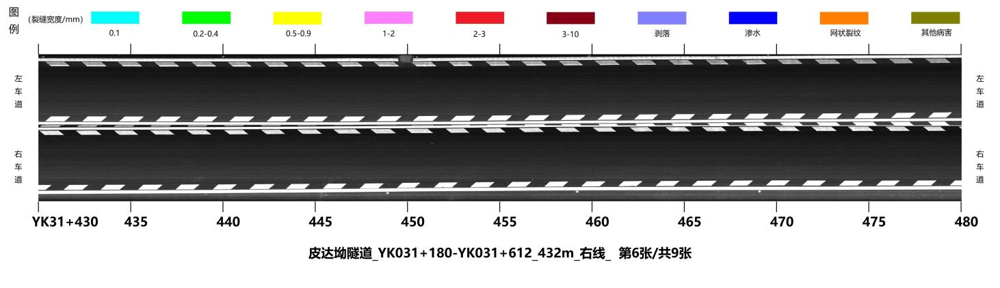 图例
(裂缝宽度/mm)
0.1
0.2-0.4
0.5-0.9
1-2
2-3
3-10
剥落
渗水
网状裂纹
其他病害
左车道
左车道
右车道
右车道
YK31+430 435 440 445 450 455 460 465 470 475 480
皮达坳隧道_YK031+180-YK031+612_432m_右线_ 第6张/共9张